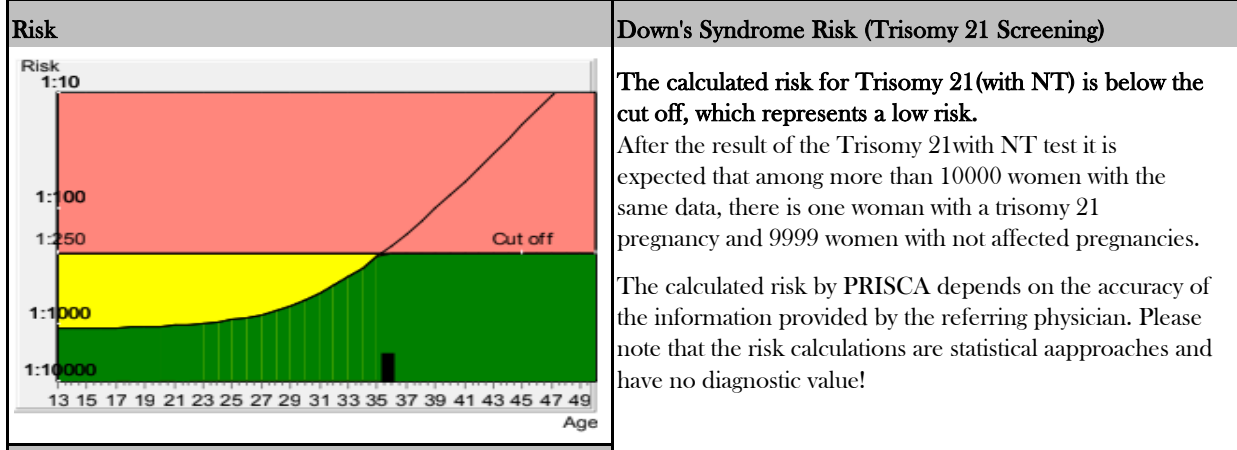 Risk
Risk
1:10
1:100
1:250
Cut off
1:1000
1:10000
13 15 17 19 21 23 25 27 29 31 33 35 37 39 41 43 45 47 49
Age
Down's Syndrome Risk (Trisomy 21 Screening)
The calculated risk for Trisomy 21(with NT) is below the
cut off, which represents a low risk.
After the result of the Trisomy 21with NT test it is
expected that among more than 10000 women with the
same data, there is one woman with a trisomy 21
pregnancy and 9999 women with not affected pregnancies.
The calculated risk by PRISCA depends on the accuracy of
the information provided by the referring physician. Please
note that the risk calculations are statistical aapproaches and
have no diagnostic value!